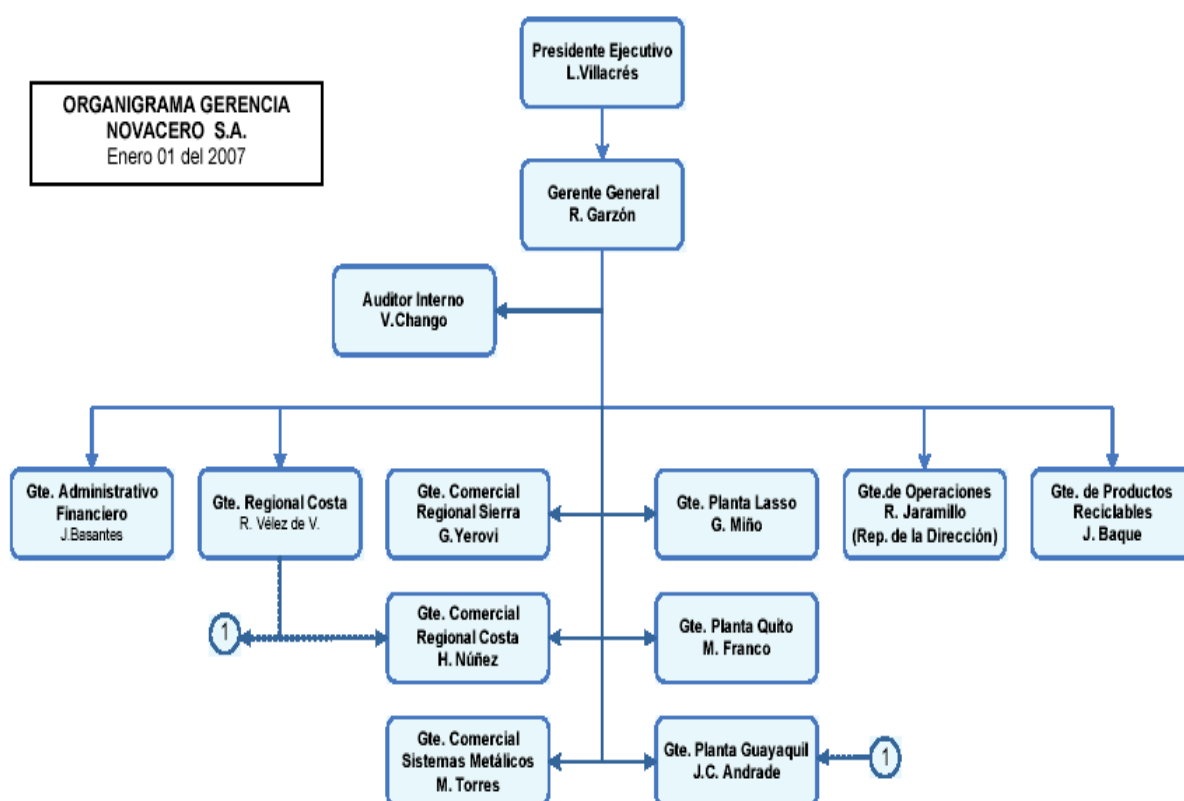 ORGANIGRAMA GERENCIA
NOVACERO S.A.
Enero 01 del 2007
Presidente Ejecutivo
L.Villacrés
Gerente General
R. Garzón
Auditor Interno
V.Chango
Gte. Administrativo
Financiero
J.Basantes
Gte. Regional Costa
R. Vélez de V.
Gte. Comercial
Regional Sierra
G.Yerovi
Gte. Planta Lasso
G. Miño
Gte.de Operaciones
R. Jaramillo
(Rep. de la Dirección)
Gte. de Productos
Reciclables
J. Baque
1
Gte. Comercial
Regional Costa
H. Núñez
Gte. Planta Quito
M. Franco
Gte. Comercial
Sistemas Metálicos
M. Torres
Gte. Planta Guayaquil
J.C. Andrade
1